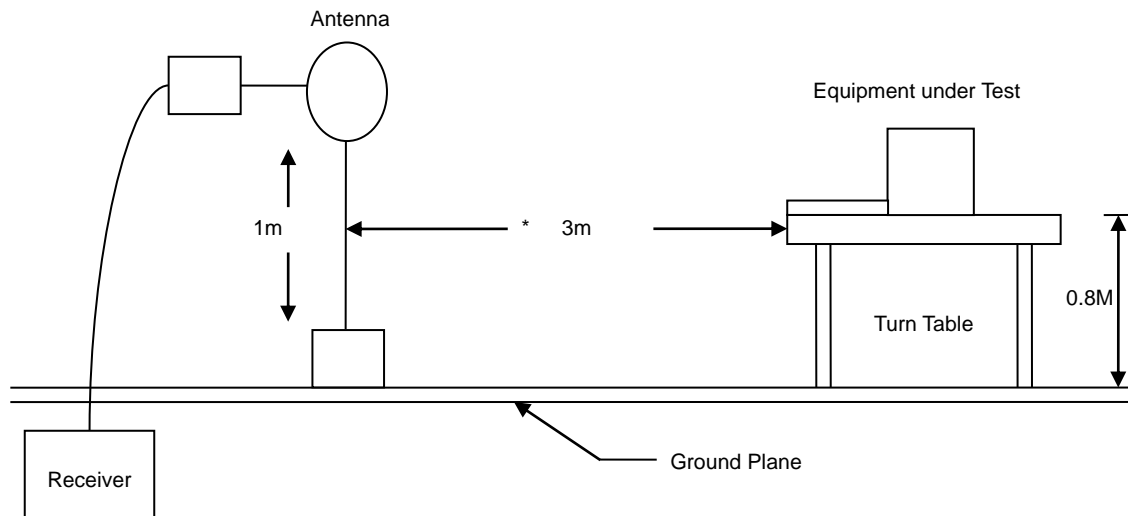 Antenna
Equipment under Test
1m
* 3m
0.8M
Turn Table
Ground Plane
Receiver